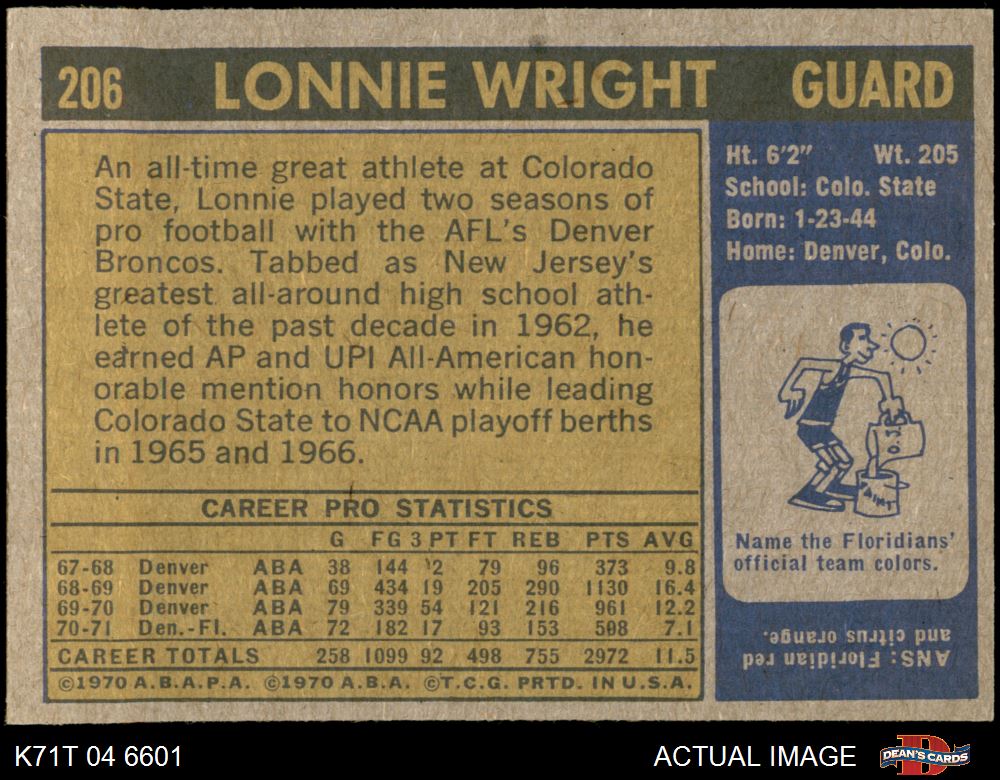 206 LONNIE WRIGHT GUARD
An all-time great athlete at Colorado
State, Lonnie played two seasons of
pro football with the AFL's Denver
Broncos. Tabbed as New Jersey's
greatest all-around high school ath-
lete of the past decade in 1962, he
earned AP and UPI All-American hon-
orable mention honors while leading
Colorado State to NCAA playoff berths
in 1965 and 1966.
CAREER PRO STATISTICS
G FG 3 PT FT REB PTS AVG
67-68 Denver ABA 38 144 2 79 96 373 9.8
68-69 Denver ABA 69 434 19 205 290 1130 16.4
69-70 Denver ABA 79 339 54 121 216 961 12.2
70-71 Den.-Fl. ABA 72 182 17 93 153 508 7.1
CAREER TOTALS 258 1099 92 498 755 2972 11.5
©1970 A.B.A.P.A. ©1970 A.B.A. ©T.C.G. PRTD. IN U.S.A.
Ht. 6'2" Wt. 205
School: Colo. State
Born: 1-23-44
Home: Denver, Colo.
O.J.
PAINT
Name the Floridians'
official team colors.
ANS: Floridian red
and citrus orange.
K71T 04 6601 ACTUAL IMAGE DEAN'S CARDS